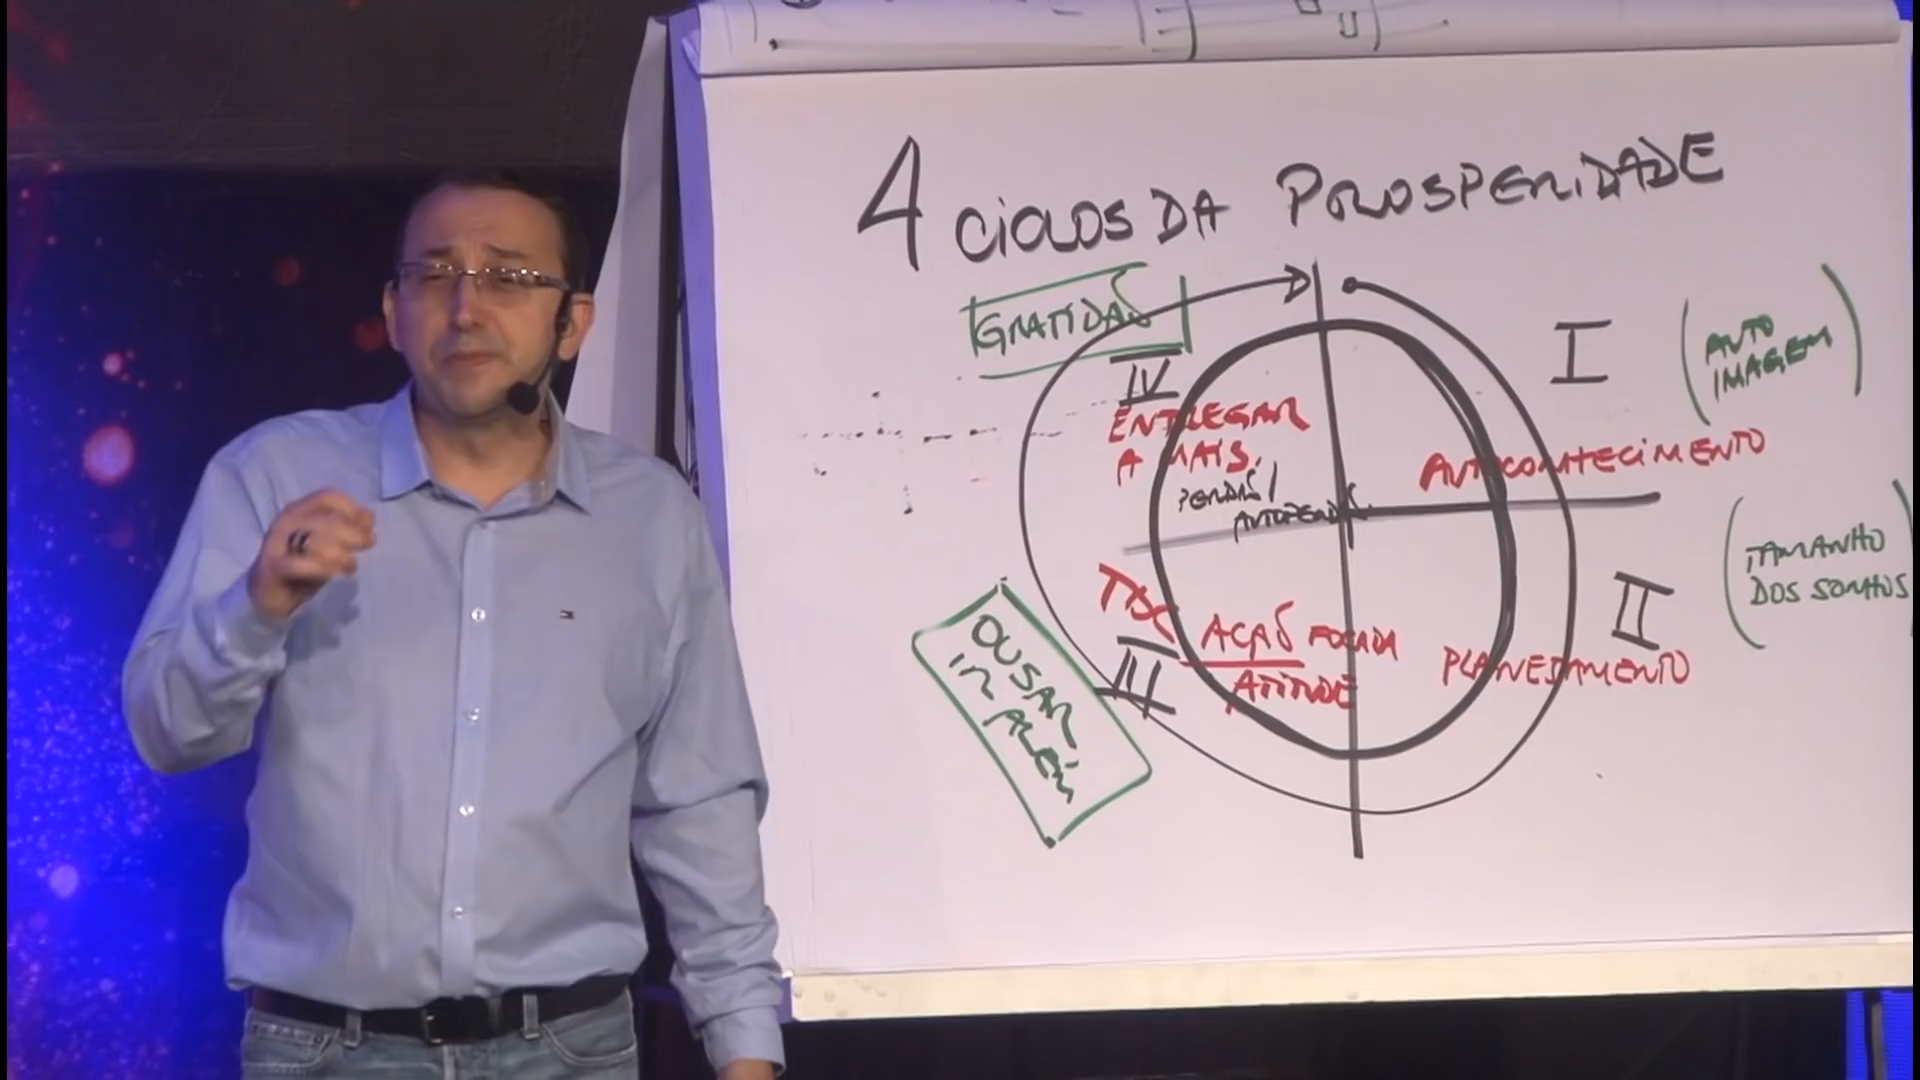 4 CICLOS DA PROSPERIDADE
GRATIDÃO
I
(AUTO
IMAGEM)
IV
ENTREGAR
A MAIS.
AUTOCONHECIMENTO
PERDÃO/
AUTOPERDÃO
II
(TAMANHO
DOS SONHOS)
TBC
III
AÇÃO FOCADA
ATITUDE
PLANEJAMENTO
OUSAR
IR
ALÉM